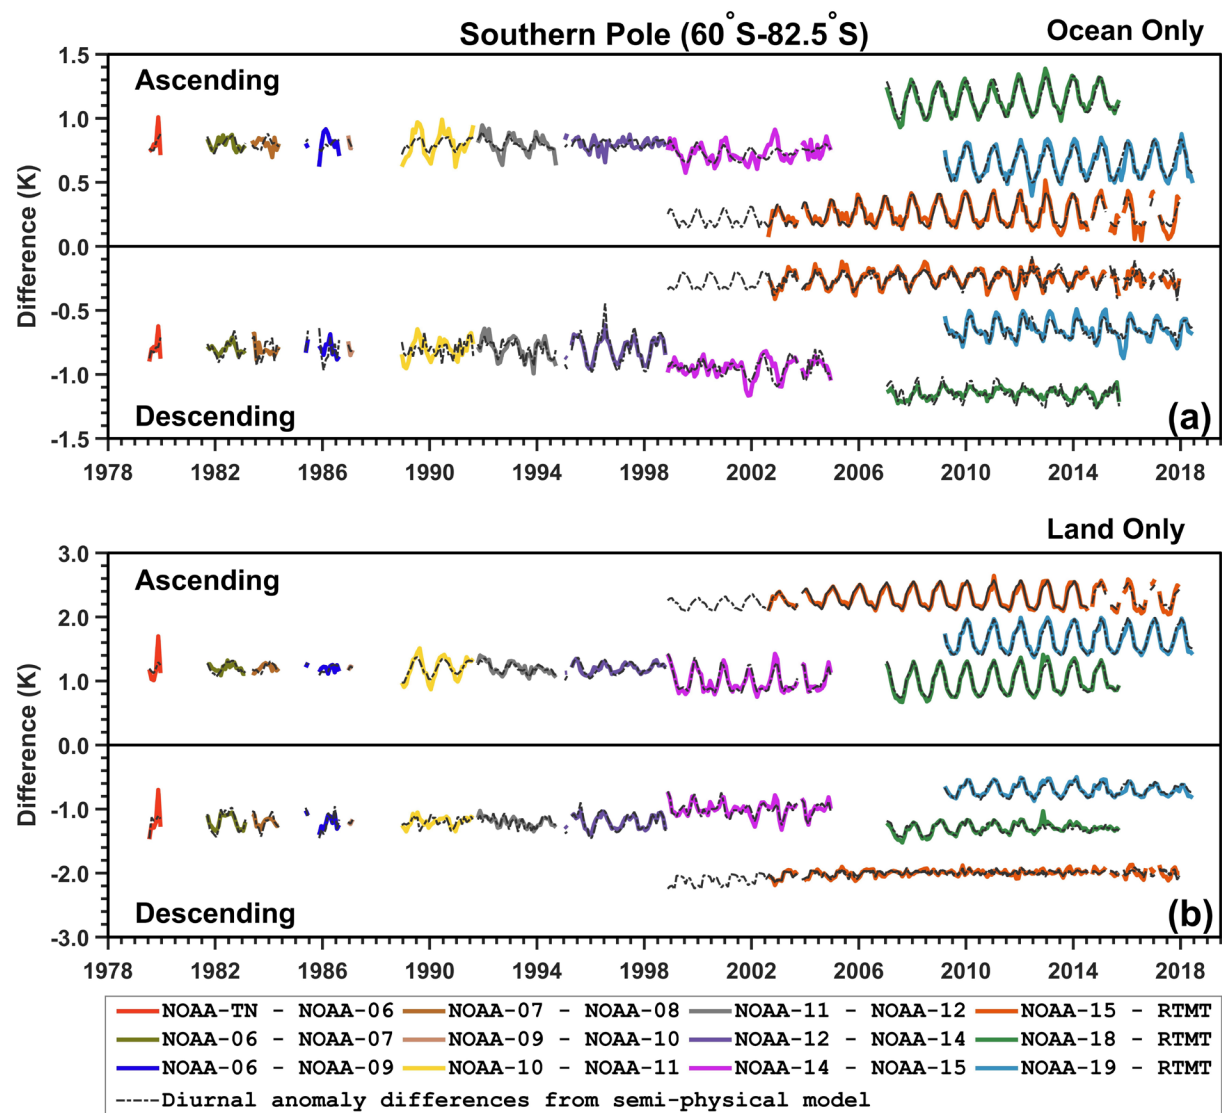 Southern Pole (60°S-82.5°S)
Ocean Only
Ascending
1.5
1.0
0.5
0.0
-0.5
-1.0
-1.5
Difference (K)
Descending
(a)
1978 1982 1986 1990 1994 1998 2002 2006 2010 2014 2018
Land Only
Ascending
3.0
2.0
1.0
0.0
-1.0
-2.0
-3.0
Difference (K)
Descending
(b)
1978 1982 1986 1990 1994 1998 2002 2006 2010 2014 2018
NOAA-TN - NOAA-06 NOAA-07 - NOAA-08 NOAA-11 - NOAA-12 NOAA-15 - RTMT
NOAA-06 - NOAA-07 NOAA-09 - NOAA-10 NOAA-12 - NOAA-14 NOAA-18 - RTMT
NOAA-06 - NOAA-09 NOAA-10 - NOAA-11 NOAA-14 - NOAA-15 NOAA-19 - RTMT
Diurnal anomaly differences from semi-physical model